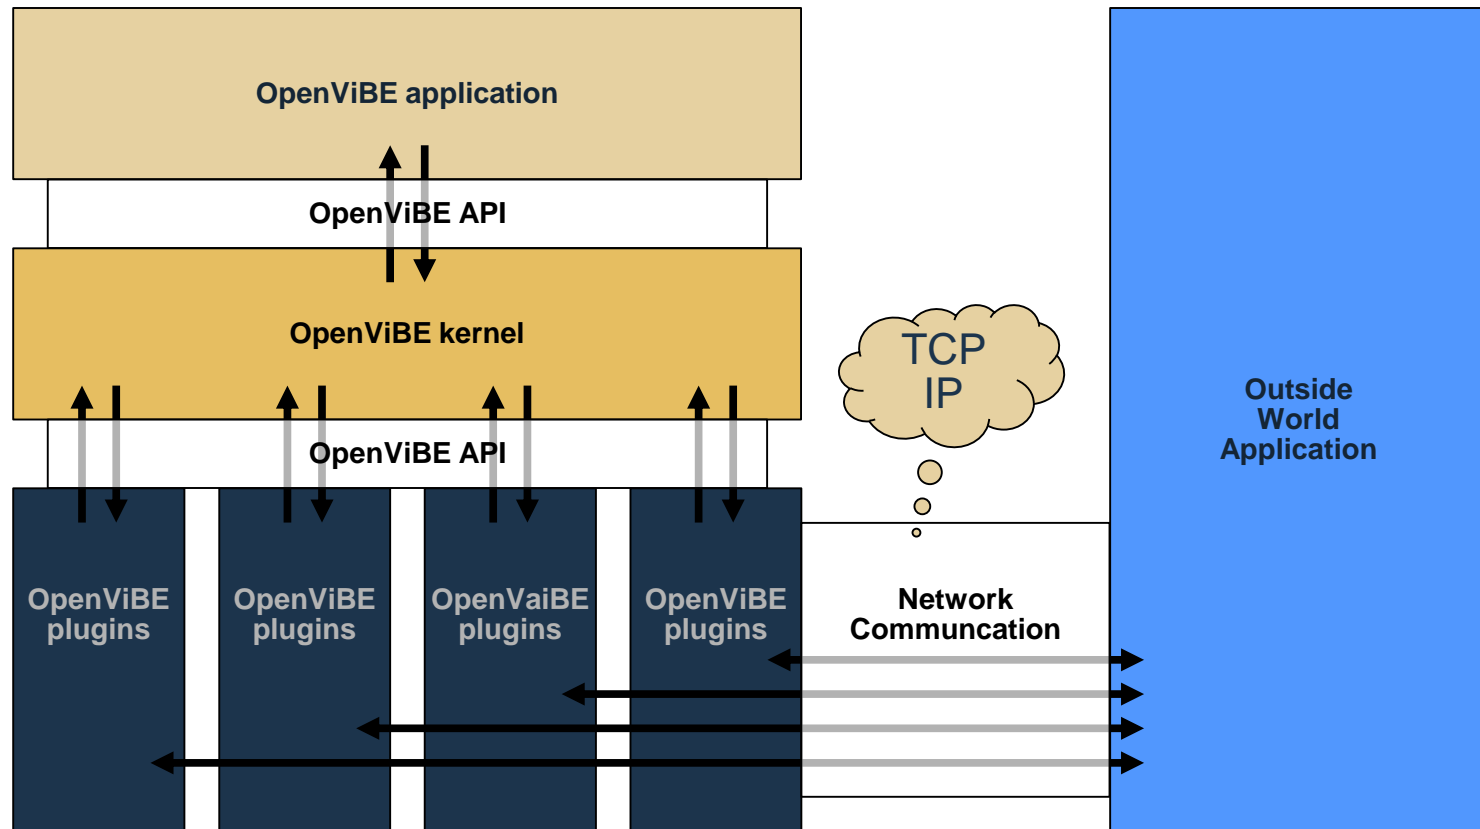 OpenViBE application
OpenViBE API
OpenViBE kernel
TCP
IP
Outside
World
Application
OpenViBE API
OpenViBE
plugins
OpenViBE
plugins
OpenVaiBE
plugins
OpenViBE
plugins
Network
Communcation